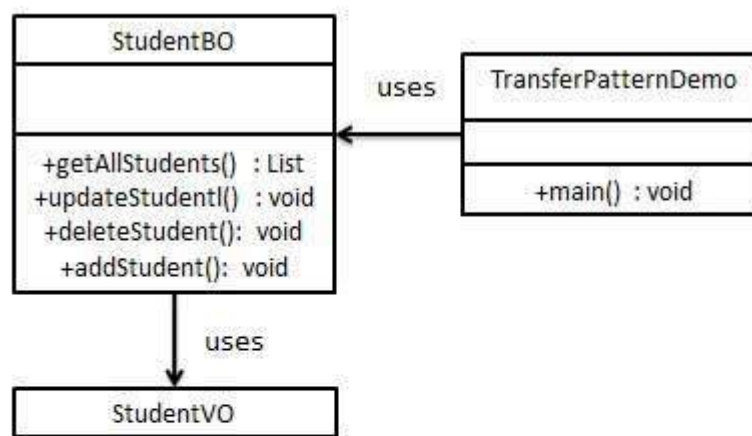 StudentBO
+getAllStudents() : List
+updateStudentl() : void
+deleteStudent(): void
+addStudent(): void
uses
TransferPatternDemo
+main() : void
uses
StudentVO